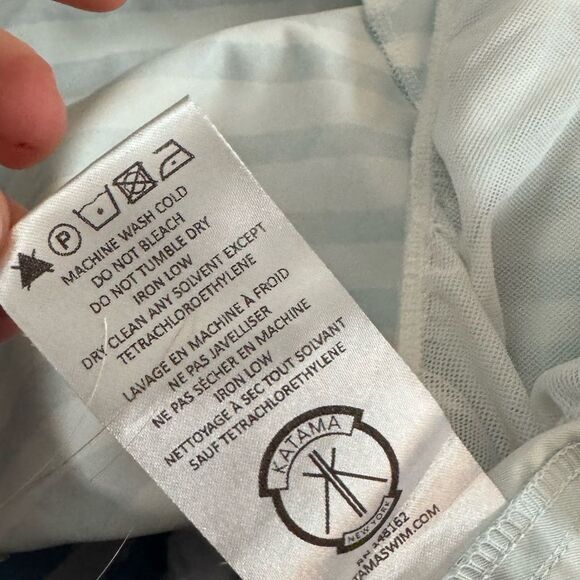 P
MACHINE WASH COLD
DO NOT BLEACH
DO NOT TUMBLE DRY
IRON LOW
DRY CLEAN ANY SOLVENT EXCEPT
TETRACHLOROETHYLENE
LAVAGE EN MACHINE À FROID
NE PAS JAVELLISER
NE PAS SÉCHER EN MACHINE
IRON LOW
NETTOYAGE À SEC TOUT SOLVANT
SAUF TETRACHLORETHYLENE
KATAMA
NEW YORK